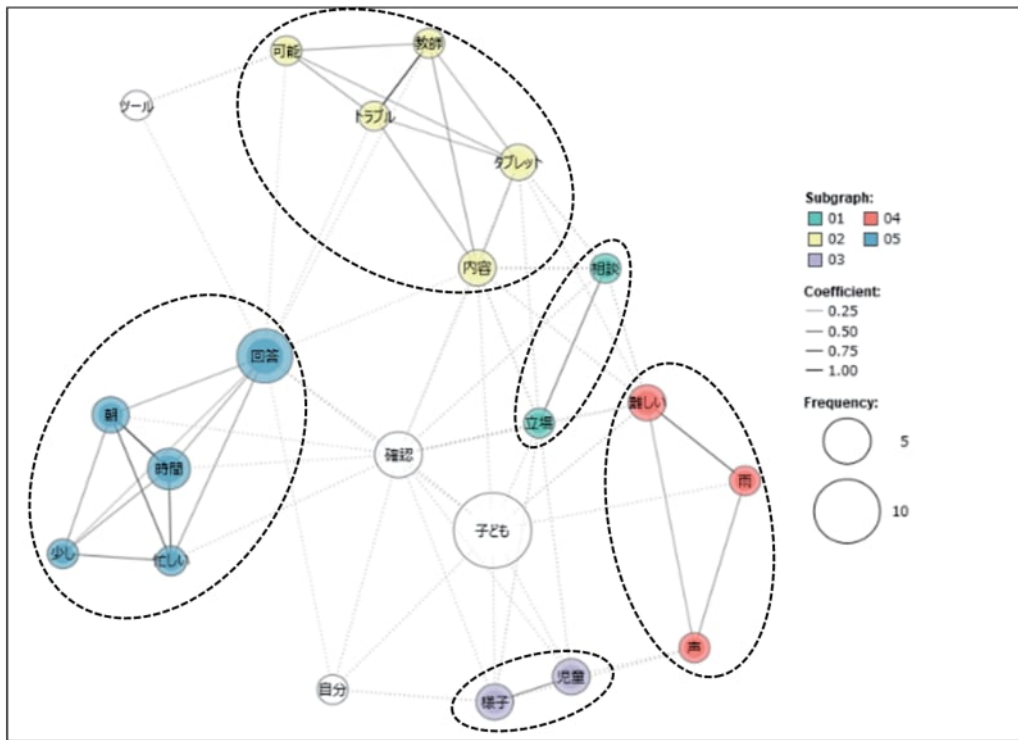 可能
教師
ツール
トラブル
タブレット
内容
相談
回答
朝
時間
少し
忙しい
確認
立場
難しい
雨
子ども
声
自分
様子
児童
Subgraph:
01 04
02 05
03
Coefficient:
0.25
0.50
0.75
1.00
Frequency:
5
10